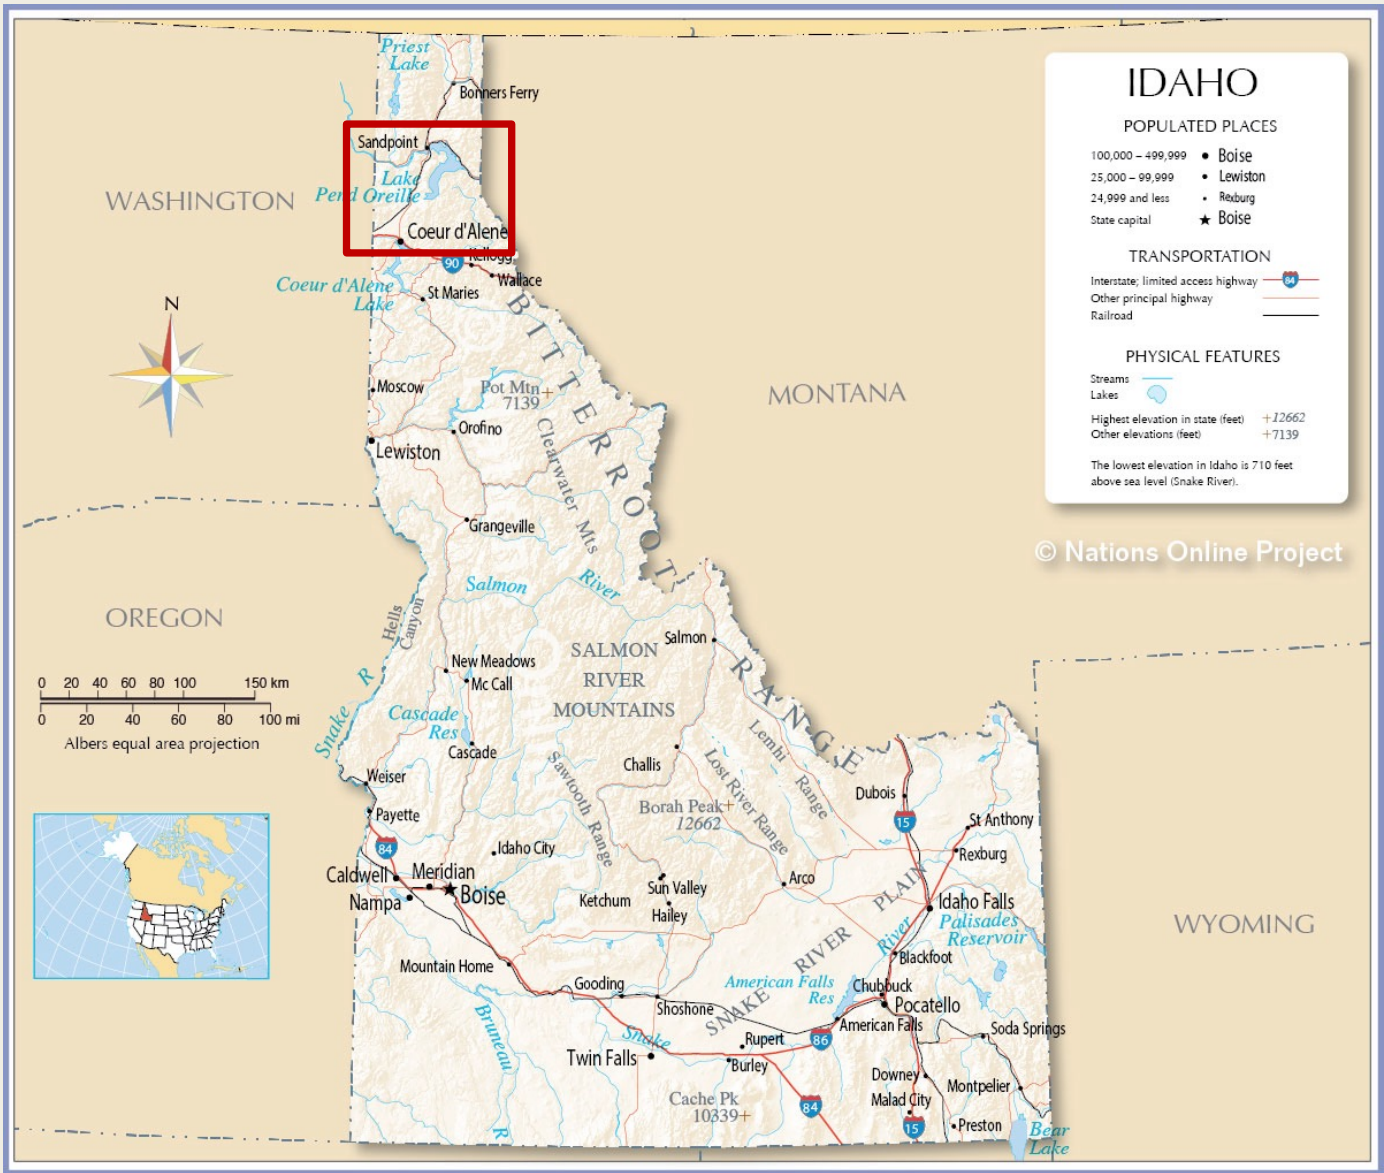 Priest
Lake
Bonners Ferry
Sandpoint
Lake
Pend Oreille
WASHINGTON
Coeur d'Alene
Kellogg
90
Wallace
Coeur d'Alene
Lake
St Maries
N
BITTERROOT
RANGE
MONTANA
Moscow
Pot Mtn
7139
Orofino
Clearwater Mts
Lewiston
Grangeville
Salmon River
Hells
Canyon
OREGON
0 20 40 60 80 100 150 km
0 20 40 60 80 100 mi
Albers equal area projection
Snake R
Salmon
SALMON
RIVER
MOUNTAINS
New Meadows
Mc Call
Cascade
Res
Cascade
Challis
Lemhi Range
Lost River Range
Sawtooth Range
Borah Peak
12662
Weiser
Payette
84
Idaho City
Caldwell
Meridian
Boise
Nampa
Dubois
15
St Anthony
Rexburg
Sun Valley
Ketchum
Hailey
Arco
Idaho Falls
Palisades
Reservoir
WYOMING
SNAKE RIVER PLAIN
River
Blackfoot
Mountain Home
Gooding
Shoshone
American Falls
Res
Chubbuck
Pocatello
American Falls
Soda Springs
Bruneau
R
Snake
Twin Falls
Rupert
Burley
86
Downey
Montpelier
Malad City
Cache Pk
10339
84
15
Preston
Bear
Lake
IDAHO
POPULATED PLACES
100,000 – 499,999 Boise
25,000 – 99,999 Lewiston
24,999 and less Rexburg
State capital Boise
TRANSPORTATION
Interstate; limited access highway 84
Other principal highway
Railroad
PHYSICAL FEATURES
Streams
Lakes
Highest elevation in state (feet) +12662
Other elevations (feet) +7139
The lowest elevation in Idaho is 710 feet
above sea level (Snake River).
© Nations Online Project